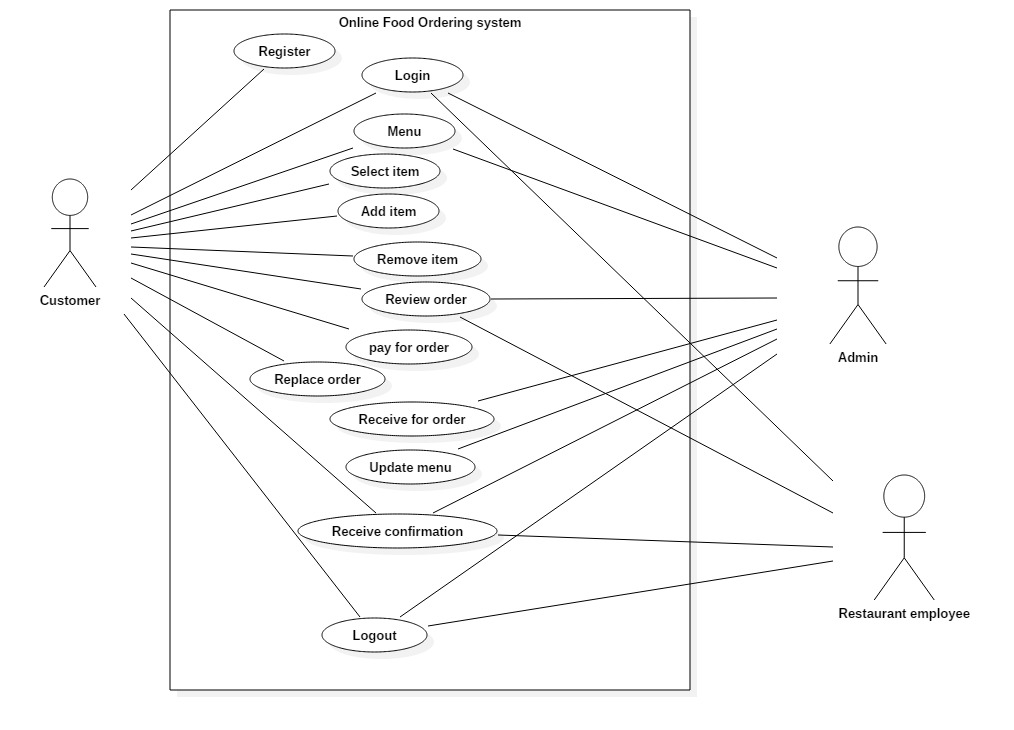 Online Food Ordering system
Register
Login
Menu
Select item
Add item
Remove item
Review order
pay for order
Replace order
Receive for order
Update menu
Receive confirmation
Logout
Customer
Admin
Restaurant employee